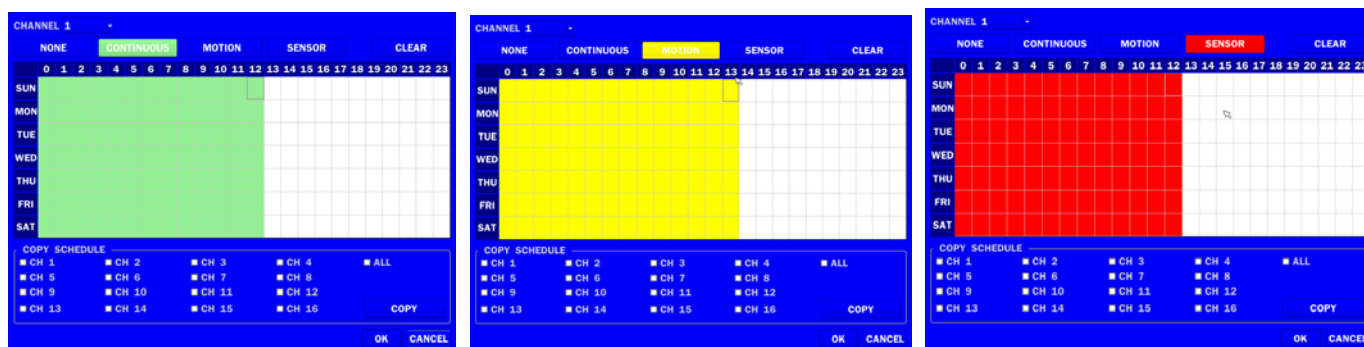 CHANNEL 1
NONE CONTINUOUS MOTION SENSOR CLEAR
0 1 2 3 4 5 6 7 8 9 10 11 12 13 14 15 16 17 18 19 20 21 22 23
SUN
MON
TUE
WED
THU
FRI
SAT
COPY SCHEDULE
CH 1 CH 2 CH 3 CH 4 ALL
CH 5 CH 6 CH 7 CH 8
CH 9 CH 10 CH 11 CH 12
CH 13 CH 14 CH 15 CH 16 COPY
OK CANCEL
CHANNEL 1
NONE CONTINUOUS MOTION SENSOR CLEAR
0 1 2 3 4 5 6 7 8 9 10 11 12 13 14 15 16 17 18 19 20 21 22 23
SUN
MON
TUE
WED
THU
FRI
SAT
COPY SCHEDULE
CH 1 CH 2 CH 3 CH 4 ALL
CH 5 CH 6 CH 7 CH 8
CH 9 CH 10 CH 11 CH 12
CH 13 CH 14 CH 15 CH 16 COPY
OK CANCEL
CHANNEL 1
NONE CONTINUOUS MOTION SENSOR CLEAR
0 1 2 3 4 5 6 7 8 9 10 11 12 13 14 15 16 17 18 19 20 21 22 23
SUN
MON
TUE
WED
THU
FRI
SAT
COPY SCHEDULE
CH 1 CH 2 CH 3 CH 4 ALL
CH 5 CH 6 CH 7 CH 8
CH 9 CH 10 CH 11 CH 12
CH 13 CH 14 CH 15 CH 16 COPY
OK CANCEL